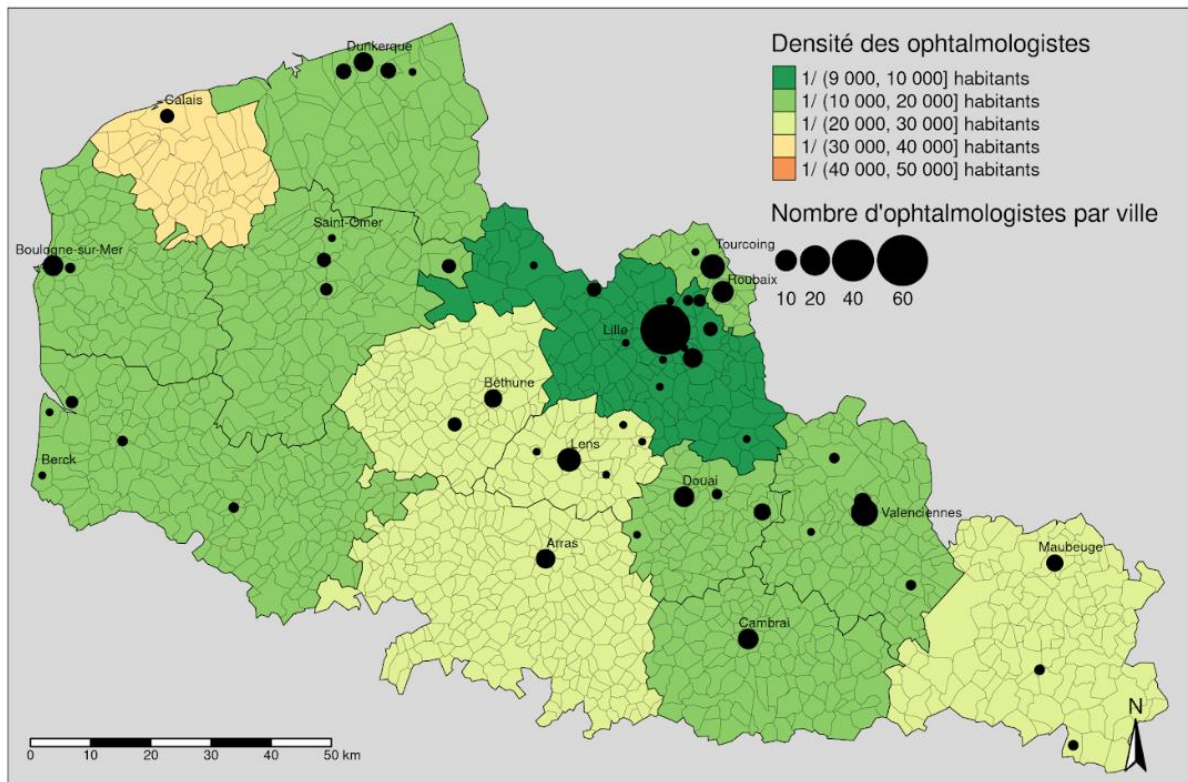 Densité des ophtalmologistes
1/ (9 000, 10 000] habitants
1/ (10 000, 20 000] habitants
1/ (20 000, 30 000] habitants
1/ (30 000, 40 000] habitants
1/ (40 000, 50 000] habitants
Nombre d'ophtalmologistes par ville
10 20 40 60
Dunkerque
Calais
Saint-Omer
Boulogne-sur-Mer
Tourcoing
Roubaix
Lille
Béthune
Lens
Berck
Douai
Valenciennes
Arras
Maubeuge
Cambrai
N
0 10 20 30 40 50 km